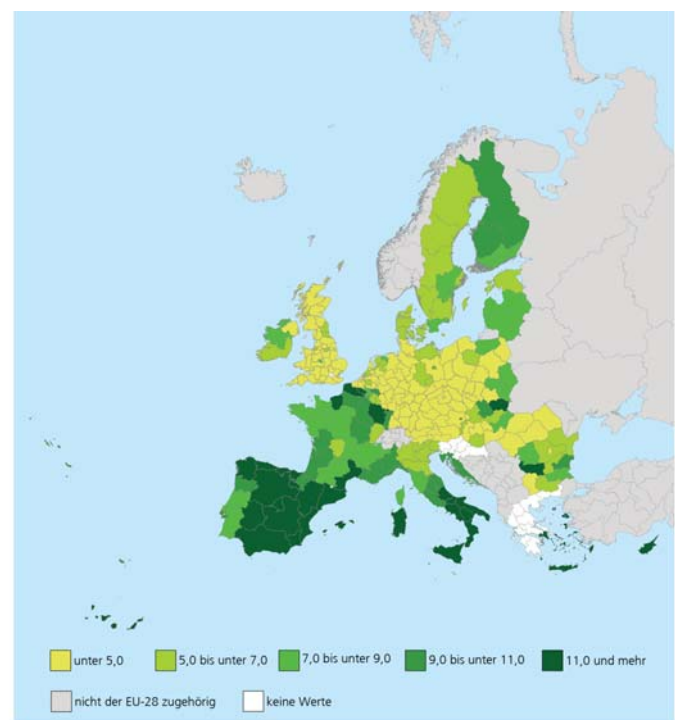 unter 5,0 5,0 bis unter 7,0 7,0 bis unter 9,0 9,0 bis unter 11,0 11,0 und mehr
nicht der EU-28 zugehörig keine Werte